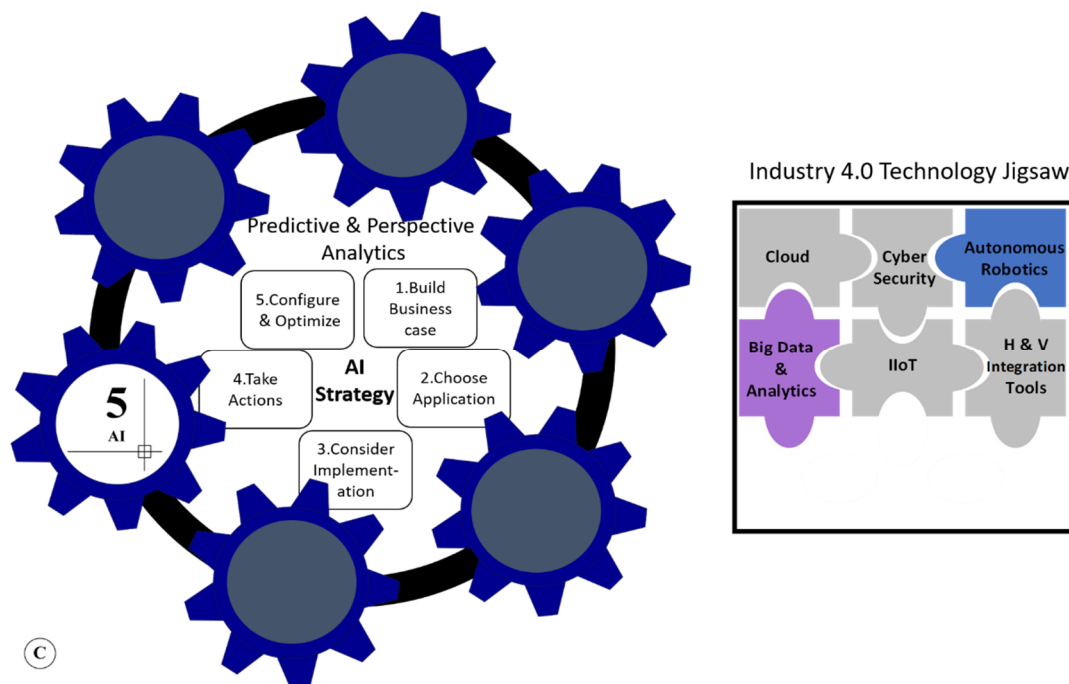 Predictive & Perspective
Analytics
5.Configure
& Optimize
1.Build
Business
case
AI
Strategy
4.Take
Actions
2.Choose
Application
3.Consider
Implement-
ation
5
AI
C
Industry 4.0 Technology Jigsaw
Cloud
Cyber
Security
Autonomous
Robotics
Big Data
&
Analytics
IIoT
H & V
Integration
Tools